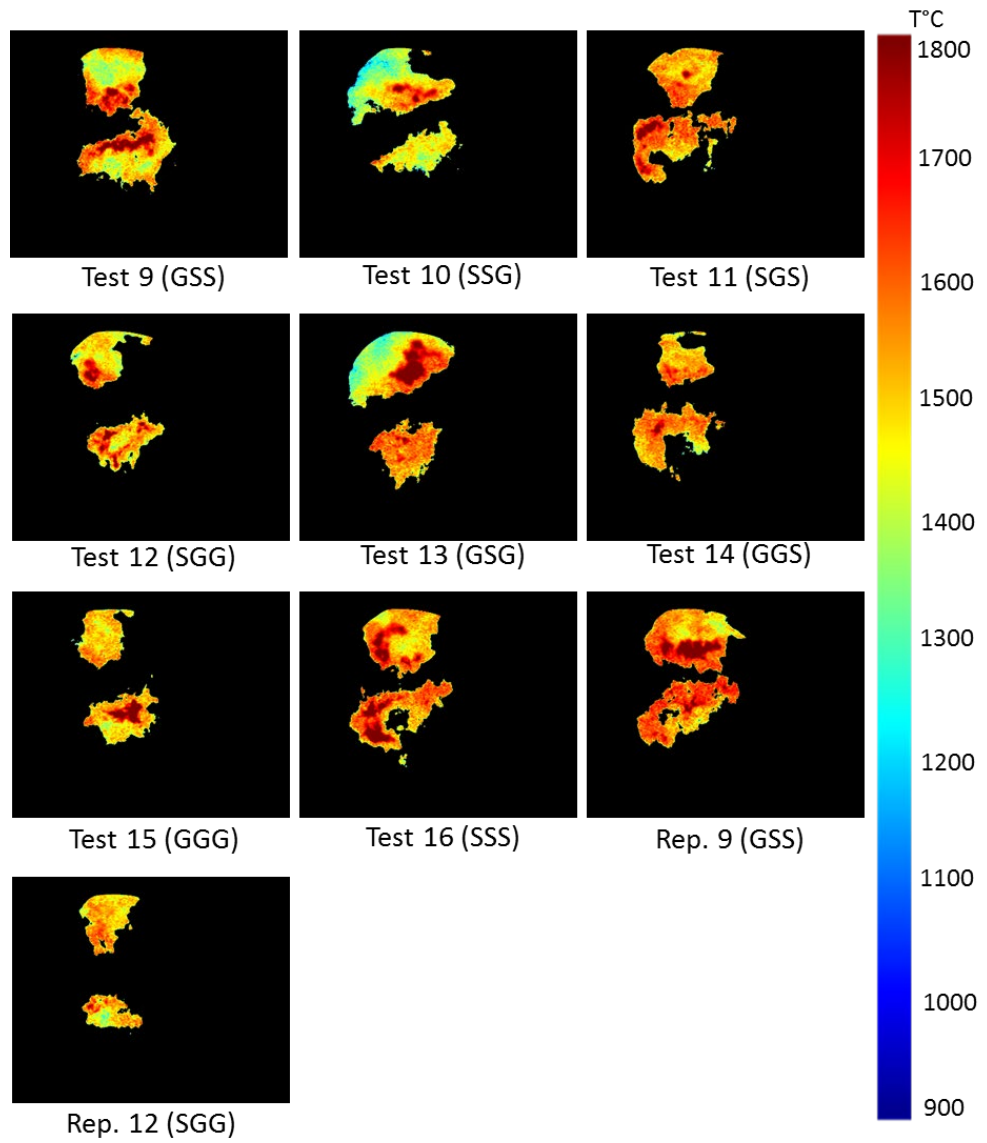 T°C
1800
1700
1600
1500
1400
1300
1200
1100
1000
900
Test 9 (GSS)
Test 10 (SSG)
Test 11 (SGS)
Test 12 (SGG)
Test 13 (GSG)
Test 14 (GGS)
Test 15 (GGG)
Test 16 (SSS)
Rep. 9 (GSS)
Rep. 12 (SGG)